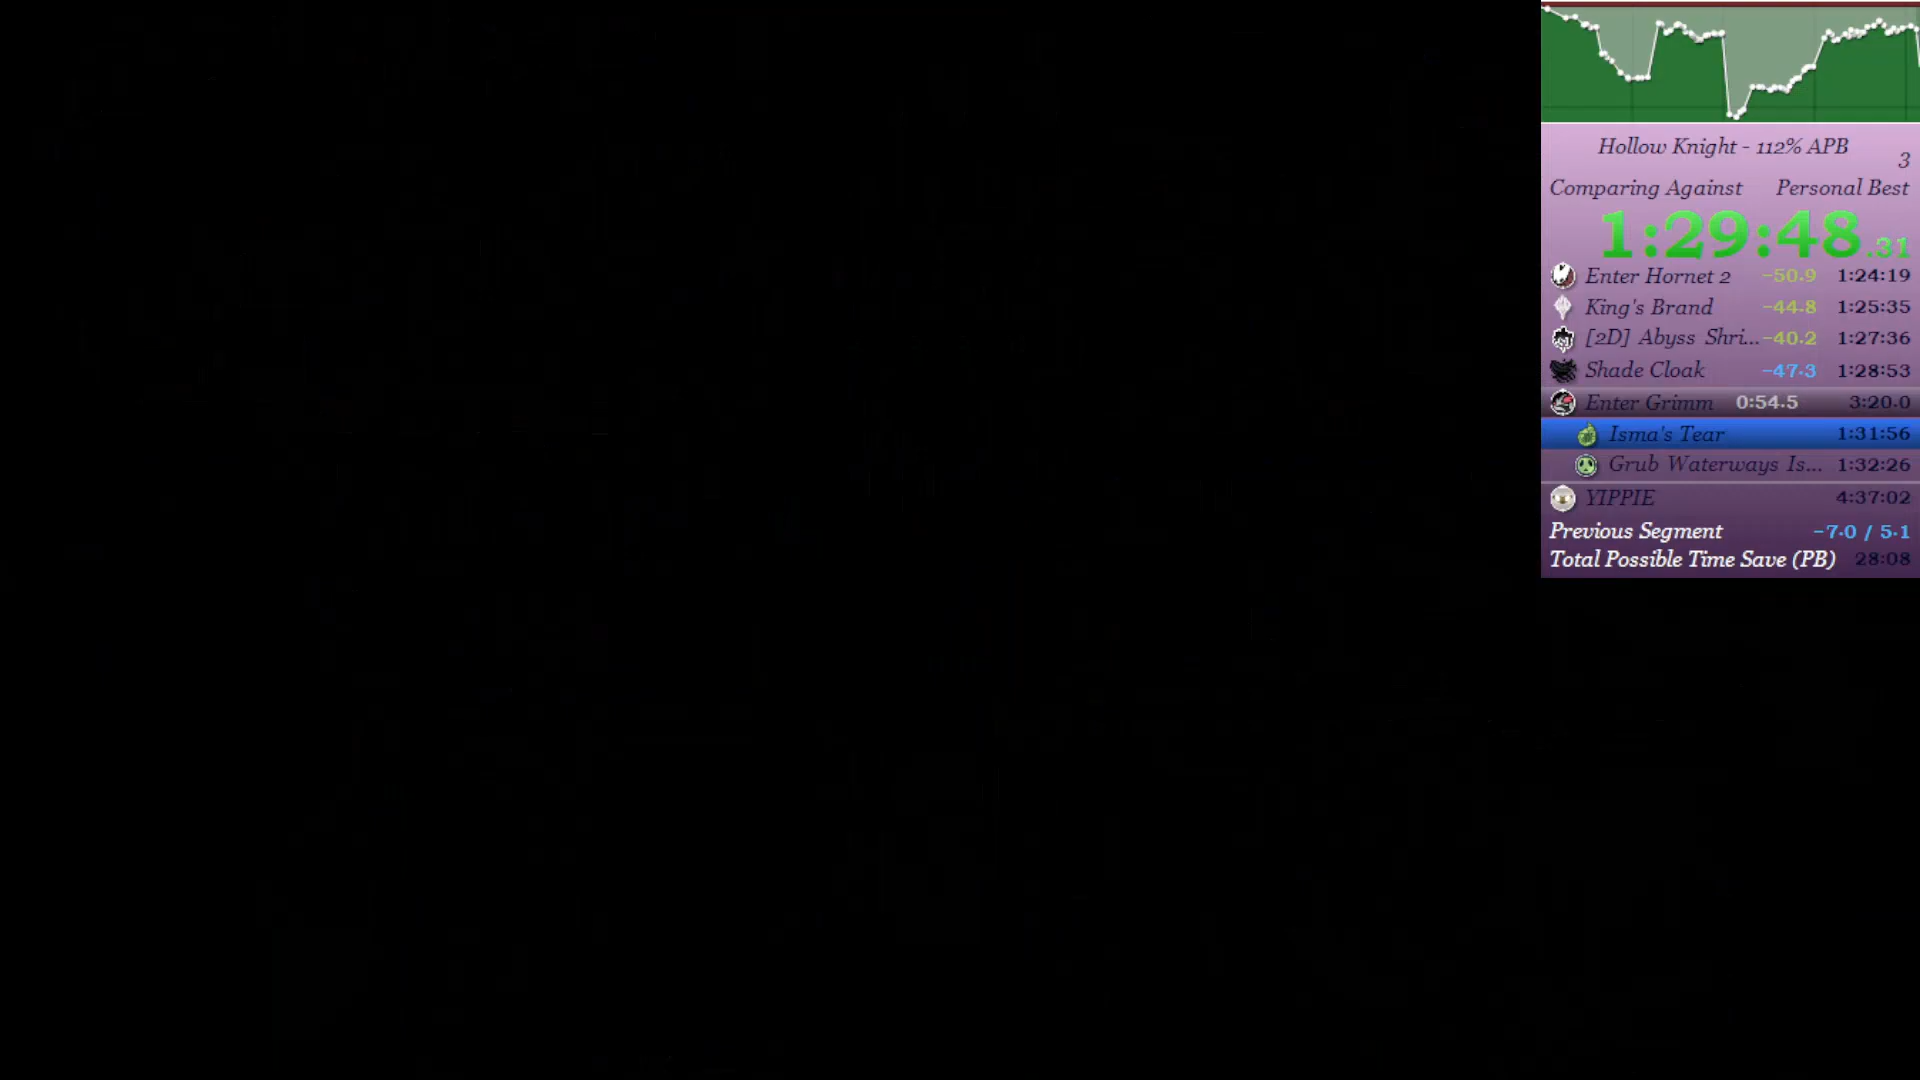 Hollow Knight - 112% APB
3
Comparing Against Personal Best
1:29:48.31
Enter Hornet 2 -50.9 1:24:19
King's Brand -44.8 1:25:35
[2D] Abyss Shri... -40.2 1:27:36
Shade Cloak -47.3 1:28:53
Enter Grimm 0:54.5 3:20.0
Isma's Tear 1:31:56
Grub Waterways Is... 1:32:26
YIPPIE 4:37:02
Previous Segment -7.0 / 5.1
Total Possible Time Save (PB) 28:08